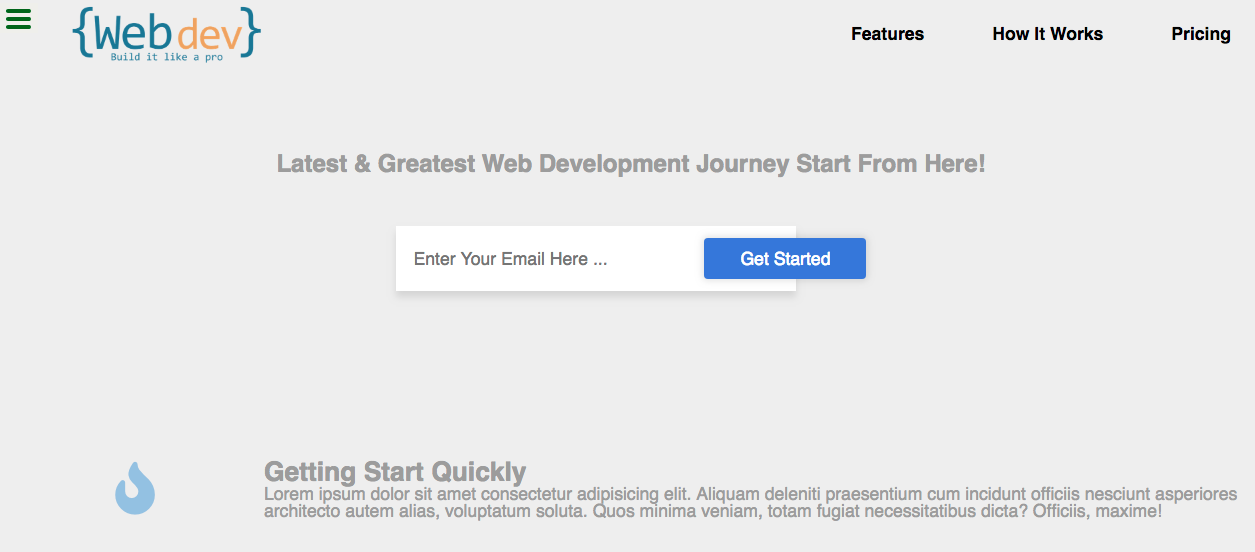 {Web dev}
Build it like a pro
Features
How It Works
Pricing
Latest & Greatest Web Development Journey Start From Here!
Enter Your Email Here ...
Get Started
Getting Start Quickly
Lorem ipsum dolor sit amet consectetur adipisicing elit. Aliquam deleniti praesentium cum incidunt officiis nesciunt asperiores
architecto autem alias, voluptatum soluta. Quos minima veniam, totam fugiat necessitatibus dicta? Officiis, maxime!